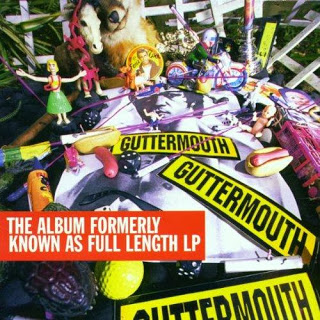 GUTTERMOUTH
GUTTERMOUTH
THE ALBUM FORMERLY
KNOWN AS FULL LENGTH LP
GUTTERMOUTH